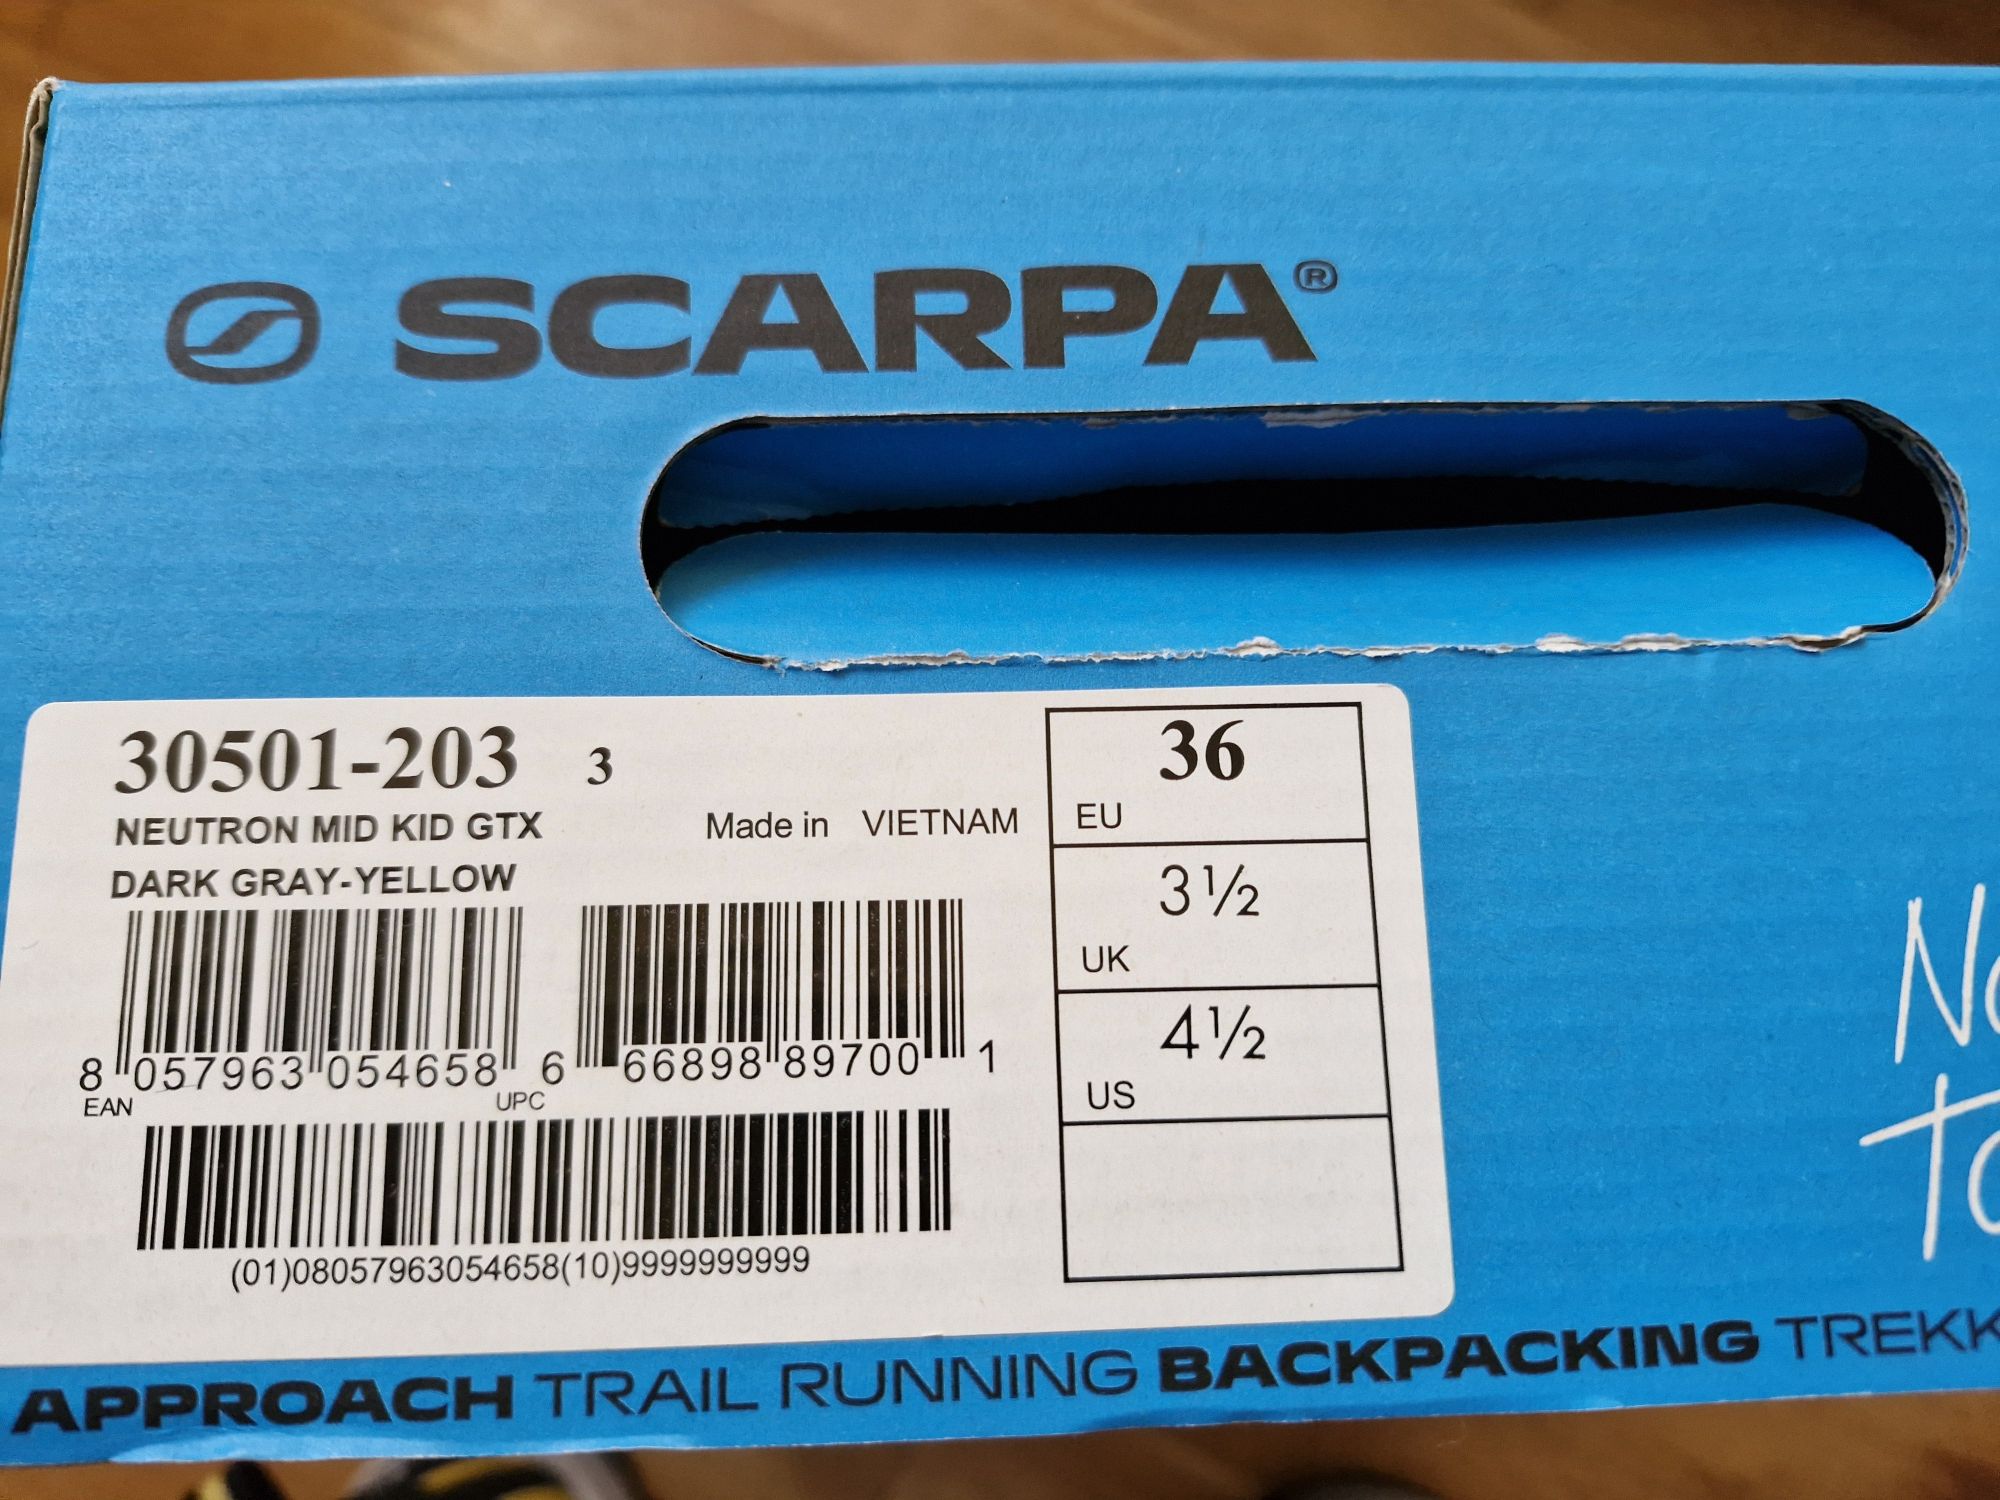 SCARPA®
30501-203 3
NEUTRON MID KID GTX
Made in VIETNAM
DARK GRAY-YELLOW
8 057963 054658
EAN
6 66898 89700 1
UPC
(01)08057963054658(10)9999999999
36
EU
3½
UK
4½
US
APPROACH TRAIL RUNNING BACKPACKING